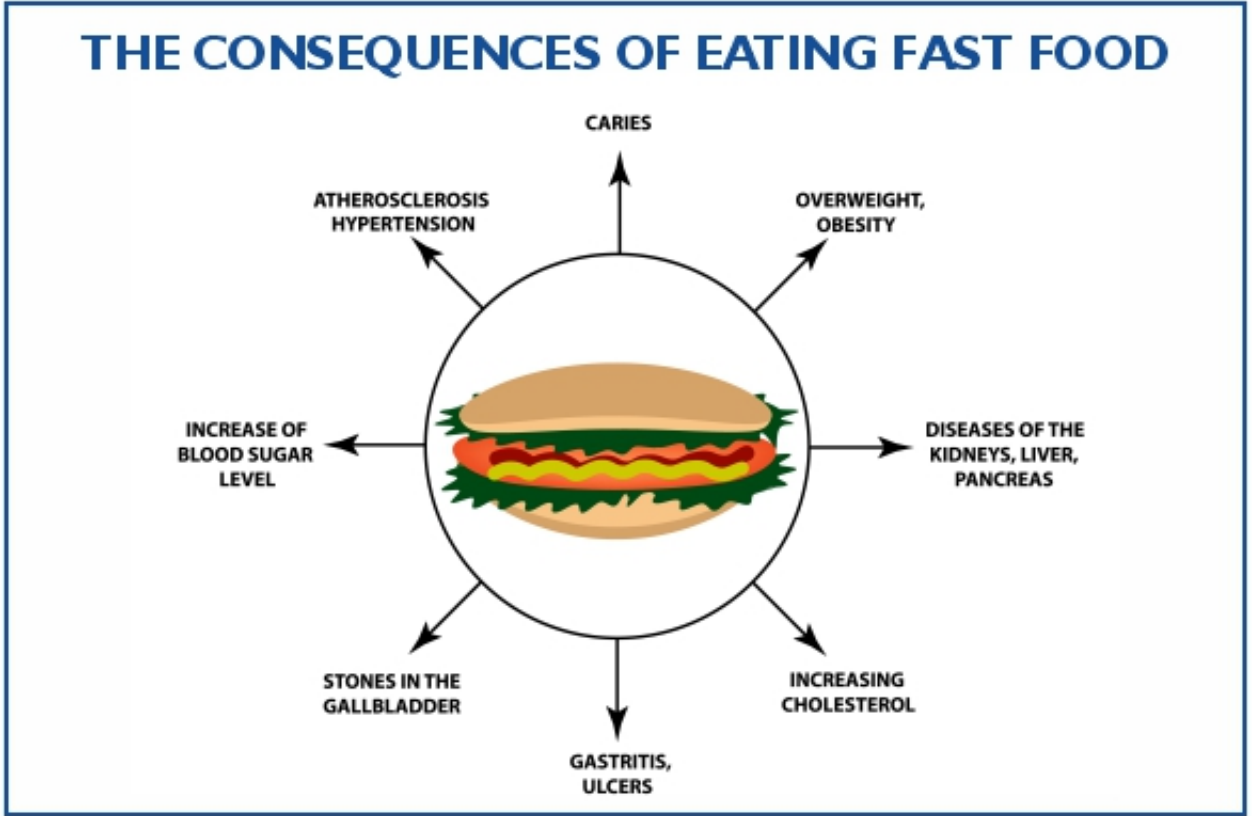 THE CONSEQUENCES OF EATING FAST FOOD
CARIES
ATHEROSCLEROSIS
HYPERTENSION
OVERWEIGHT,
OBESITY
INCREASE OF
BLOOD SUGAR
LEVEL
DISEASES OF THE
KIDNEYS, LIVER,
PANCREAS
STONES IN THE
GALLBLADDER
INCREASING
CHOLESTEROL
GASTRITIS,
ULCERS